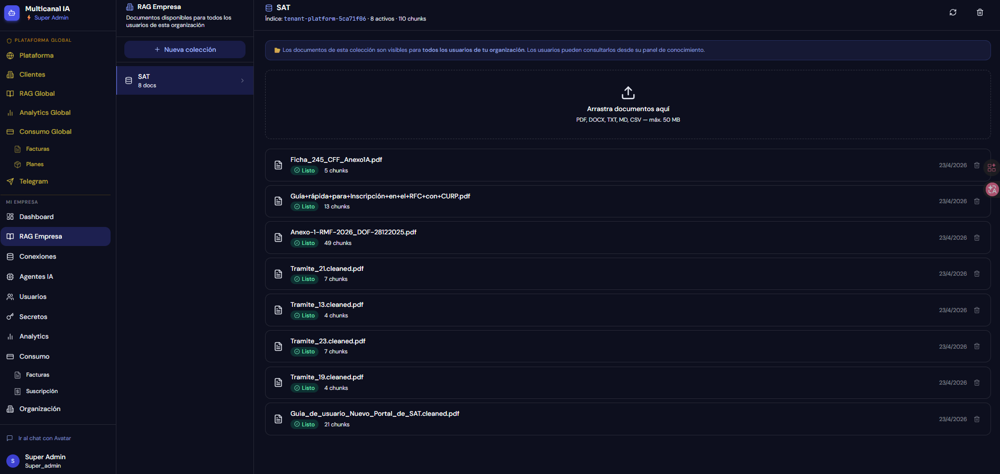 Multicanal IA
Super Admin
PLATAFORMA GLOBAL
Plataforma
Clientes
RAG Global
Analytics Global
Consumo Global
Facturas
Planes
Telegram
MI EMPRESA
Dashboard
RAG Empresa
Conexiones
Agentes IA
Usuarios
Secretos
Analytics
Consumo
Facturas
Suscripción
Organización
Ir al chat con Avatar
S
Super Admin
Super_admin
RAG Empresa
Documentos disponibles para todos los
usuarios de esta organización
+ Nueva colección
SAT
8 docs
SAT
Índice: tenant-platform-5ca71f06 · 8 activos · 110 chunks
Los documentos de esta colección son visibles para todos los usuarios de tu organización. Los usuarios pueden consultarlos desde su panel de conocimiento.
Arrastra documentos aquí
PDF, DOCX, TXT, MD, CSV — máx. 50 MB
Ficha_245_CFF_Anexo1A.pdf
Listo 5 chunks
23/4/2026
Guía+rápida+para+Inscripción+en+el+RFC+con+CURP.pdf
Listo 13 chunks
23/4/2026
Anexo-1-RMF-2026_DOF-28122025.pdf
Listo 49 chunks
23/4/2026
Tramite_21.cleaned.pdf
Listo 7 chunks
23/4/2026
Tramite_13.cleaned.pdf
Listo 4 chunks
23/4/2026
Tramite_23.cleaned.pdf
Listo 7 chunks
23/4/2026
Tramite_19.cleaned.pdf
Listo 4 chunks
23/4/2026
Guia_de_usuario_Nuevo_Portal_de_SAT.cleaned.pdf
Listo 21 chunks
23/4/2026